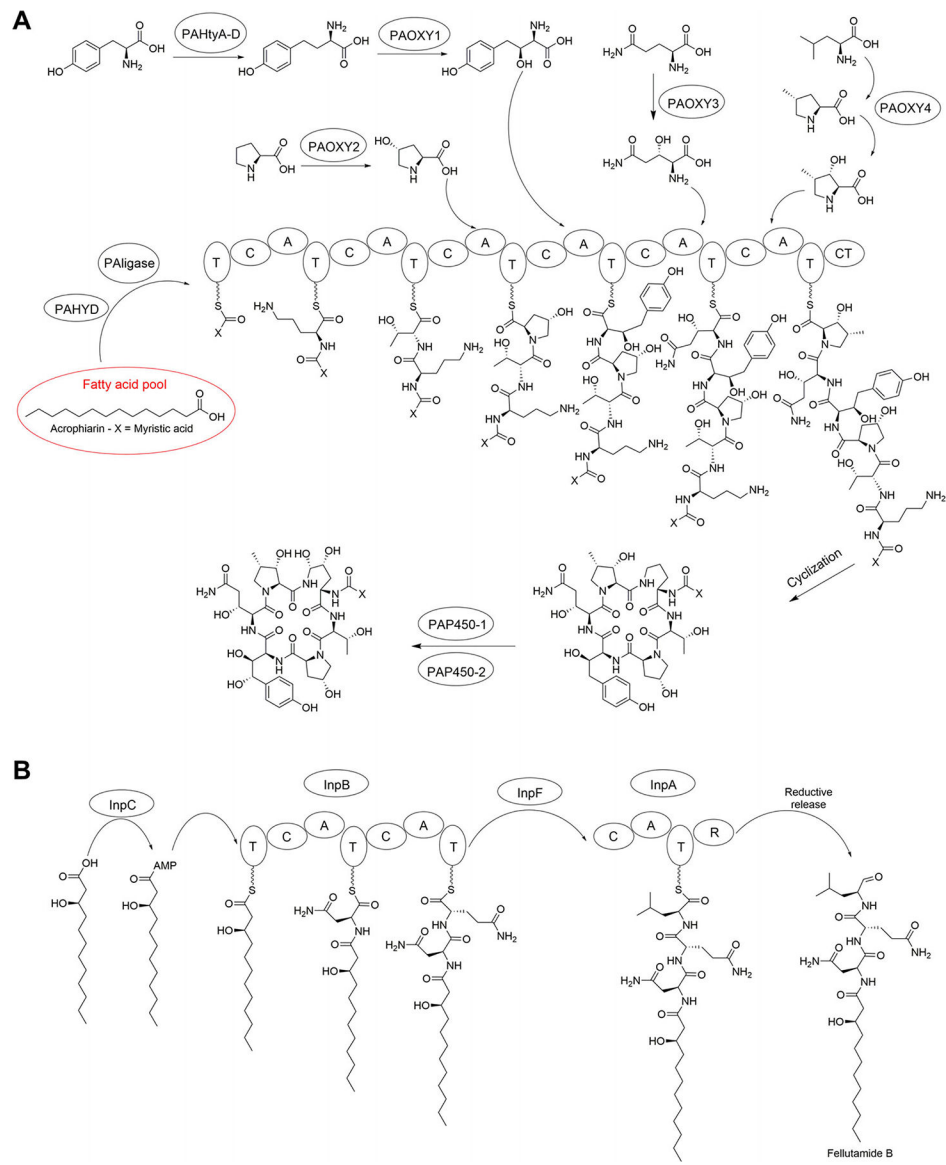 A
PAHtyA-D
PAOXY1
PAOXY2
PAOXY3
PAOXY4
T C A T C A T C A T C A T C A T C A T CT
PAligase
PAHYD
Fatty acid pool
Acrophiarin - X = Myristic acid
Cyclization
PAP450-1
PAP450-2
B
InpC
InpB
InpF
InpA
Reductive
release
T C A T C A T
C A T R
AMP
Fellutamide B